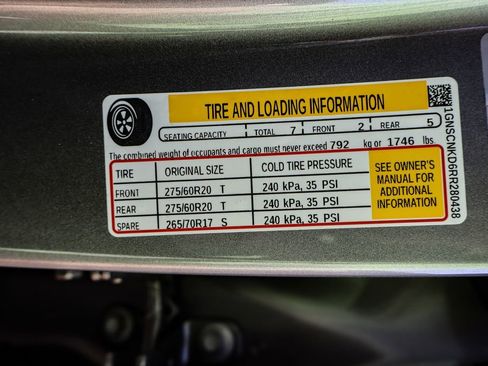 TIRE AND LOADING INFORMATION
SEATING CAPACITY TOTAL 7 FRONT 2 REAR 5
The combined weight of occupants and cargo must never exceed 792 kg or 1746 lbs.
TIRE ORIGINAL SIZE COLD TIRE PRESSURE
FRONT 275/60R20 T 240 kPa, 35 PSI
REAR 275/60R20 T 240 kPa, 35 PSI
SPARE 265/70R17 S 240 kPa, 35 PSI
SEE OWNER'S
MANUAL FOR
ADDITIONAL
INFORMATION
1GNSCNKD6RR280438